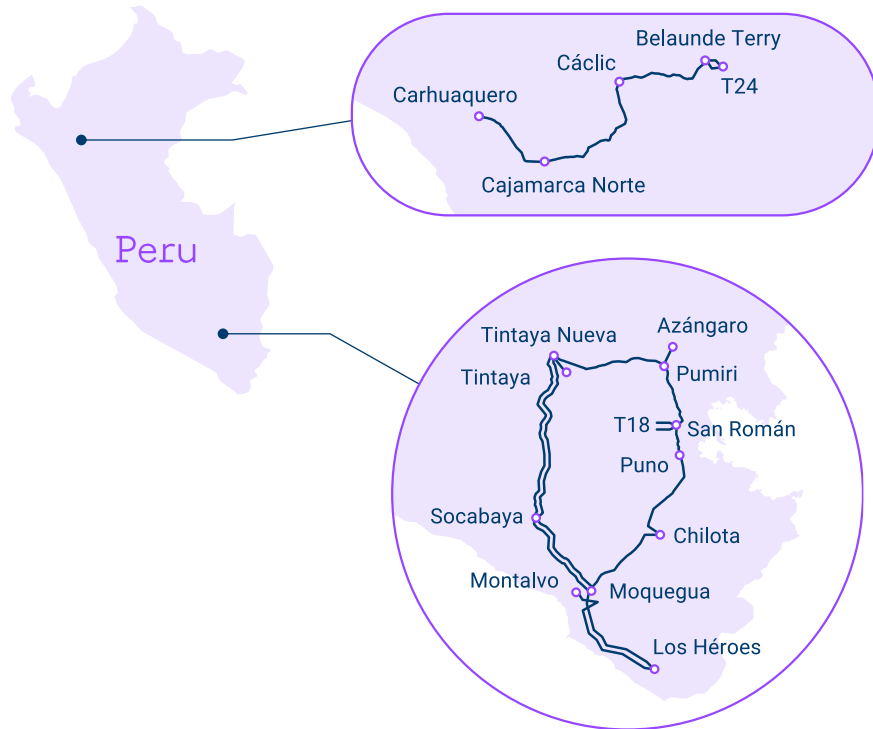 Belaunde Terry
Cáclic
T24
Carhuaquero
Cajamarca Norte
Peru
Azángaro
Tintaya Nueva
Tintaya
Pumiri
T18
San Román
Puno
Socabaya
Chilota
Montalvo
Moquegua
Los Héroes